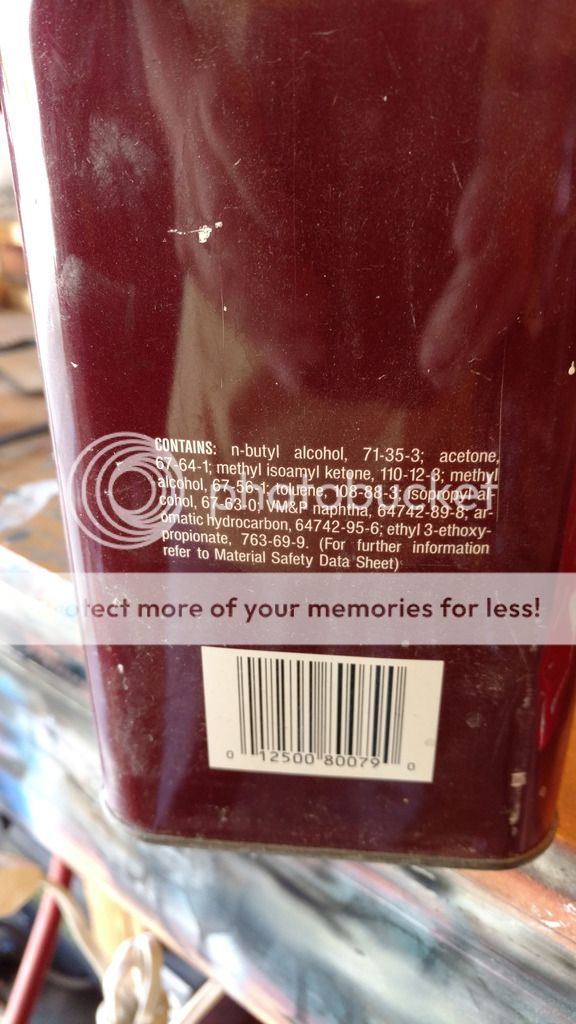 CONTAINS: n-butyl alcohol, 71-35-3; acetone,
67-64-1; methyl isoamyl ketone, 110-12-3; methyl
alcohol, 67-56-1; toluene, 108-88-3; Isopropyl al-
cohol, 67-63-0; VM&P naphtha, 64742-89-8; ar-
omatic hydrocarbon, 64742-95-6; ethyl 3-ethoxy-
propionate, 763-69-9. (For further information
refer to Material Safety Data Sheet)
photobucket
Protect more of your memories for less!
0 12500 80079 0